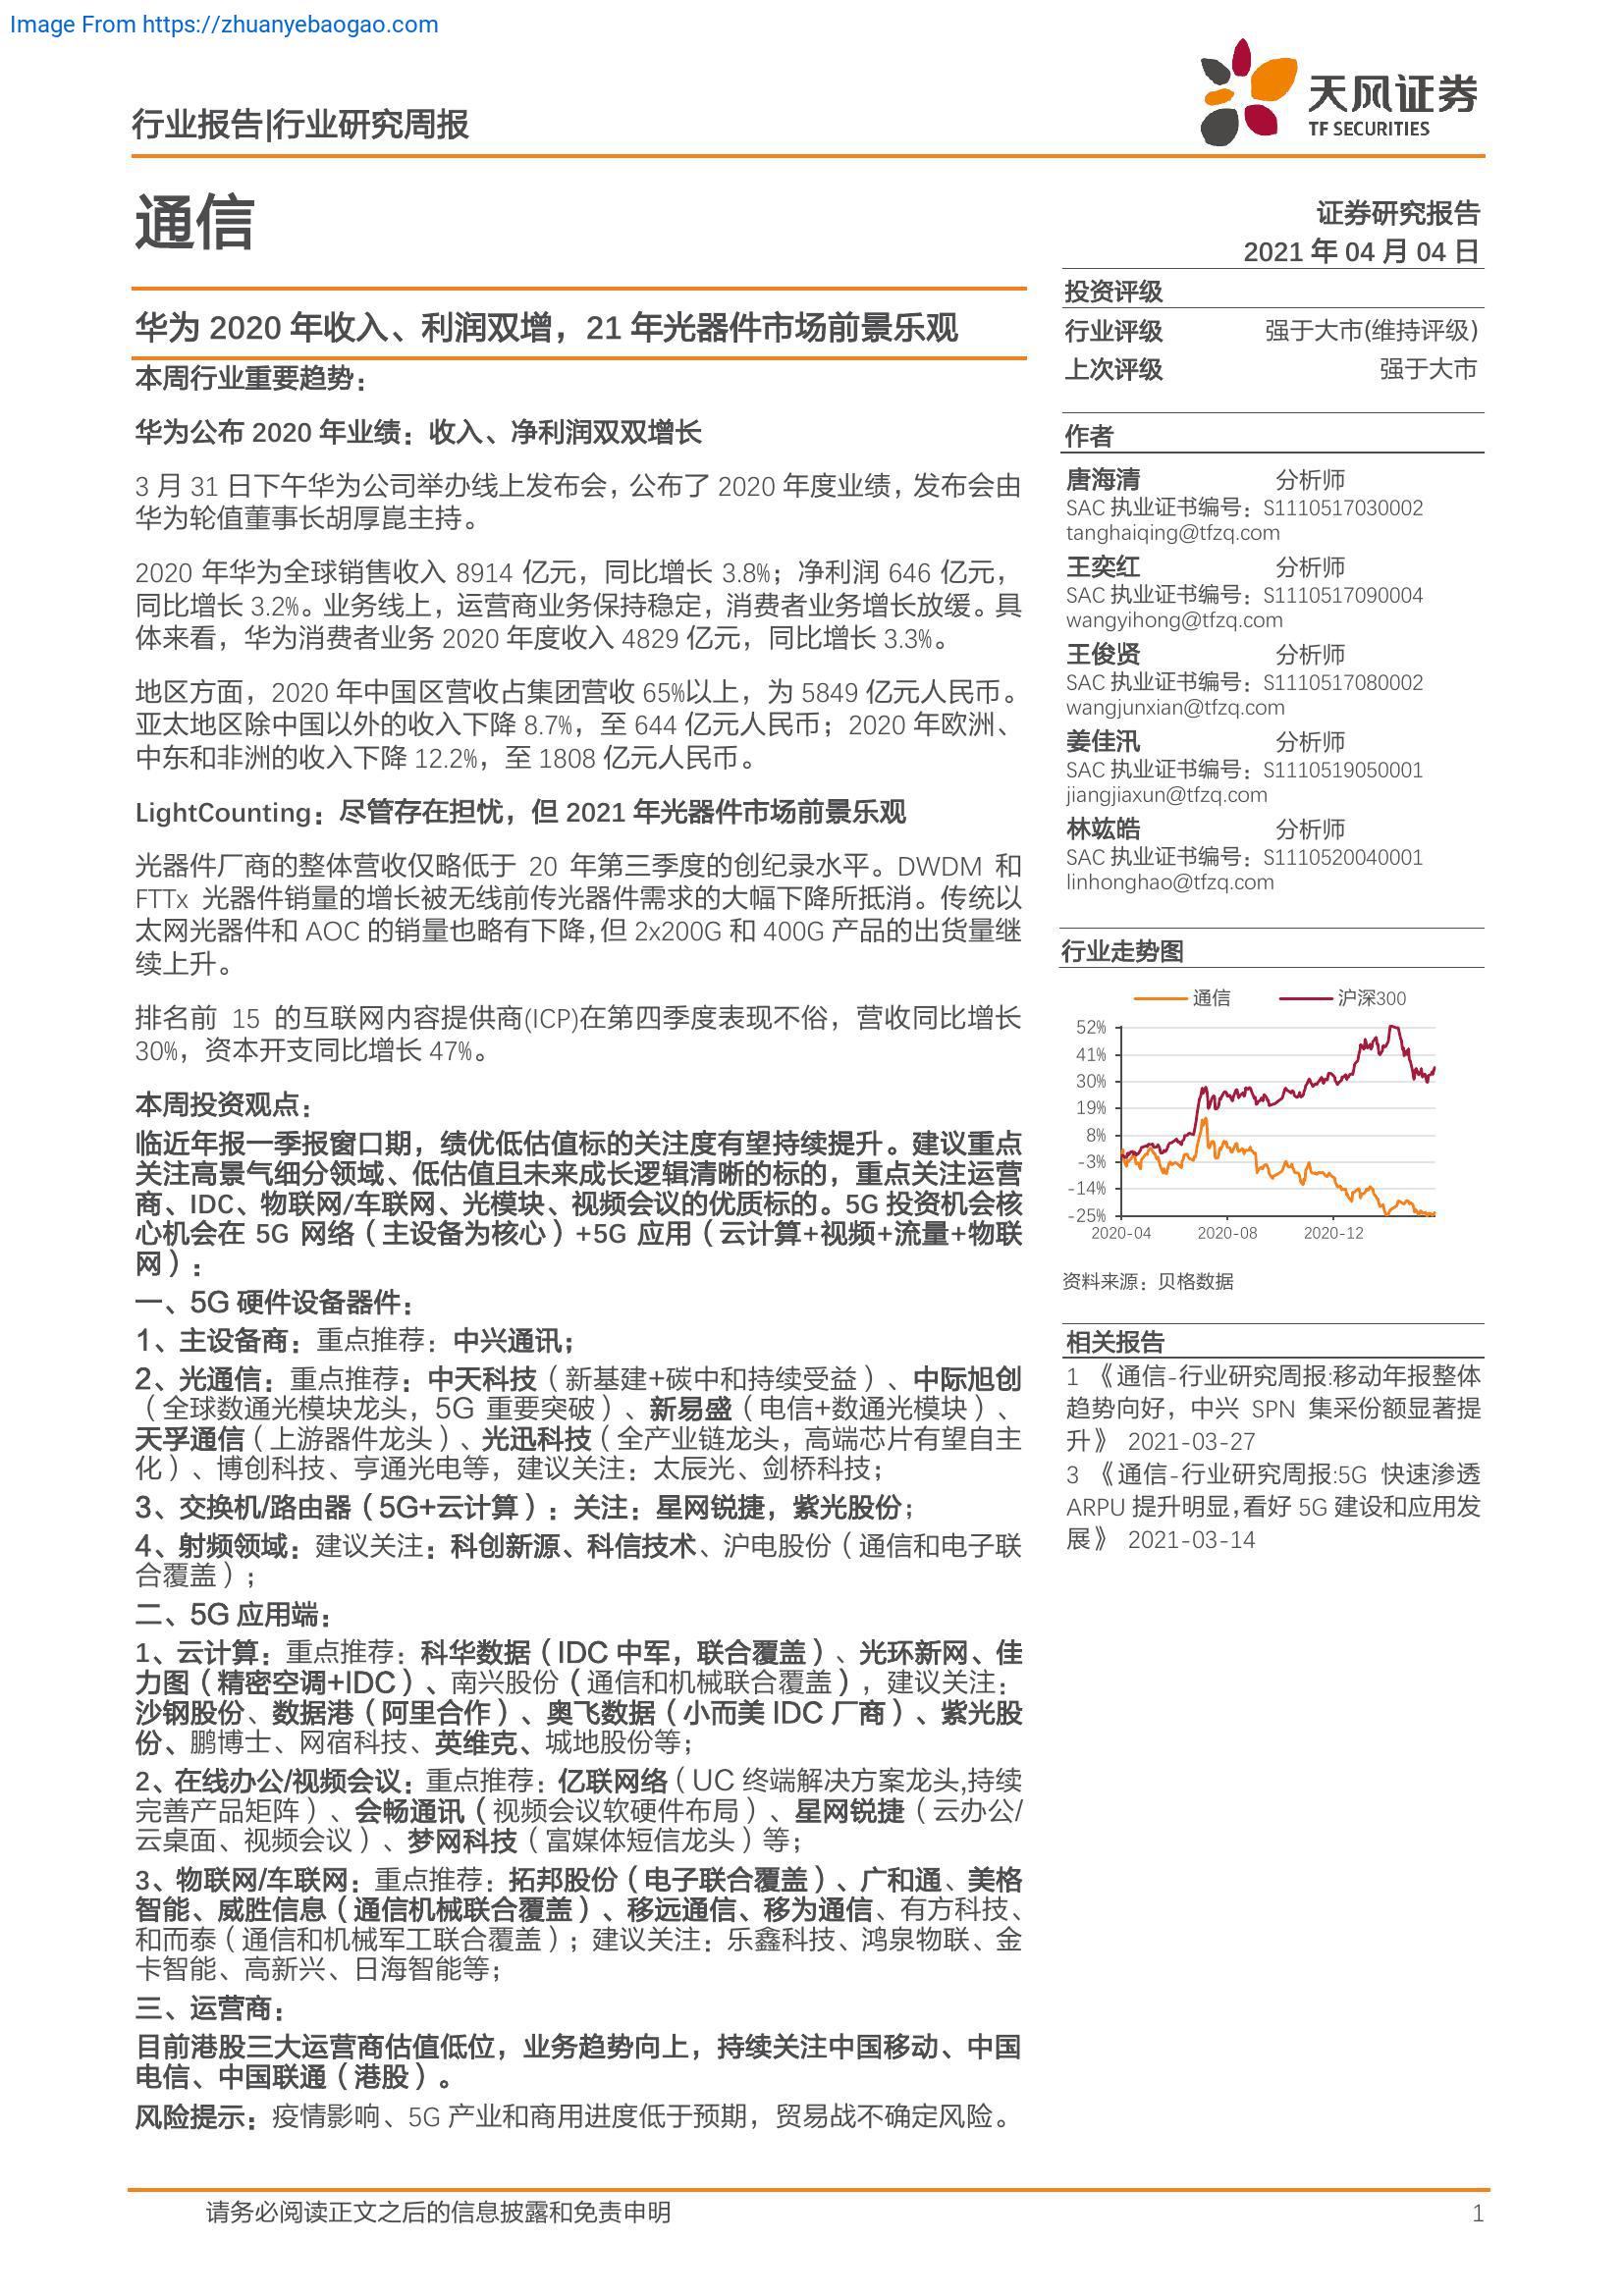 Image From https://zhuanyebaogao.com
天风证券
TF SECURITIES
行业报告|行业研究周报
通信
证券研究报告
2021 年 04 月 04 日
华为 2020 年收入、利润双增，21 年光器件市场前景乐观
本周行业重要趋势：
华为公布 2020 年业绩：收入、净利润双双增长
3 月 31 日下午华为公司举办线上发布会，公布了 2020 年度业绩，发布会由
华为轮值董事长胡厚崑主持。
2020 年华为全球销售收入 8914 亿元，同比增长 3.8%；净利润 646 亿元，
同比增长 3.2%。业务线上，运营商业务保持稳定，消费者业务增长放缓。具
体来看，华为消费者业务 2020 年度收入 4829 亿元，同比增长 3.3%。
地区方面，2020 年中国区营收占集团营收 65%以上，为 5849 亿元人民币。
亚太地区除中国以外的收入下降 8.7%，至 644 亿元人民币；2020 年欧洲、
中东和非洲的收入下降 12.2%，至 1808 亿元人民币。
LightCounting：尽管存在担忧，但 2021 年光器件市场前景乐观
光器件厂商的整体营收仅略低于 20 年第三季度的创纪录水平。DWDM 和
FTTx 光器件销量的增长被无线前传光器件需求的大幅下降所抵消。传统以
太网光器件和 AOC 的销量也略有下降，但 2x200G 和 400G 产品的出货量继
续上升。
排名前 15 的互联网内容提供商(ICP)在第四季度表现不俗，营收同比增长
30%，资本开支同比增长 47%。
本周投资观点：
临近年报一季报窗口期，绩优低估值标的关注度有望持续提升。建议重点
关注高景气细分领域、低估值且未来成长逻辑清晰的标的，重点关注运营
商、IDC、物联网/车联网、光模块、视频会议的优质标的。5G 投资机会核
心机会在 5G 网络（主设备为核心）+5G 应用（云计算+视频+流量+物联
网）：
一、5G 硬件设备器件：
1、主设备商：重点推荐：中兴通讯；
2、光通信：重点推荐：中天科技（新基建+碳中和持续受益）、中际旭创
（全球数通光模块龙头，5G 重要突破）、新易盛（电信+数通光模块）、
天孚通信（上游器件龙头）、光迅科技（全产业链龙头，高端芯片有望自主
化）、博创科技、亨通光电等，建议关注：太辰光、剑桥科技；
3、交换机/路由器（5G+云计算）：关注：星网锐捷，紫光股份；
4、射频领域：建议关注：科创新源、科信技术、沪电股份（通信和电子联
合覆盖）；
二、5G 应用端：
1、云计算：重点推荐：科华数据（IDC 中军，联合覆盖）、光环新网、佳
力图（精密空调+IDC）、南兴股份（通信和机械联合覆盖），建议关注：
沙钢股份、数据港（阿里合作）、奥飞数据（小而美 IDC 厂商）、紫光股
份、鹏博士、网宿科技、英维克、城地股份等；
2、在线办公/视频会议：重点推荐：亿联网络（UC 终端解决方案龙头,持续
完善产品矩阵）、会畅通讯（视频会议软硬件布局）、星网锐捷（云办公/
云桌面、视频会议）、梦网科技（富媒体短信龙头）等；
3、物联网/车联网：重点推荐：拓邦股份（电子联合覆盖）、广和通、美格
智能、威胜信息（通信机械联合覆盖）、移远通信、移为通信、有方科技、
和而泰（通信和机械军工联合覆盖）；建议关注：乐鑫科技、鸿泉物联、金
卡智能、高新兴、日海智能等；
三、运营商：
目前港股三大运营商估值低位，业务趋势向上，持续关注中国移动、中国
电信、中国联通（港股）。
风险提示：疫情影响、5G 产业和商用进度低于预期，贸易战不确定风险。
投资评级
行业评级 强于大市(维持评级)
上次评级 强于大市
作者
唐海清 分析师
SAC 执业证书编号：S1110517030002
tanghaiqing@tfzq.com
王奕红 分析师
SAC 执业证书编号：S1110517090004
wangyihong@tfzq.com
王俊贤 分析师
SAC 执业证书编号：S1110517080002
wangjunxian@tfzq.com
姜佳汛 分析师
SAC 执业证书编号：S1110519050001
jiangjiaxun@tfzq.com
林竑皓 分析师
SAC 执业证书编号：S1110520040001
linhonghao@tfzq.com
行业走势图
通信 沪深300
52%
41%
30%
19%
8%
-3%
-14%
-25%
2020-04 2020-08 2020-12
资料来源：贝格数据
相关报告
1 《通信-行业研究周报:移动年报整体
趋势向好，中兴 SPN 集采份额显著提
升》 2021-03-27
3 《通信-行业研究周报:5G 快速渗透
ARPU 提升明显,看好 5G 建设和应用发
展》 2021-03-14
请务必阅读正文之后的信息披露和免责申明 1